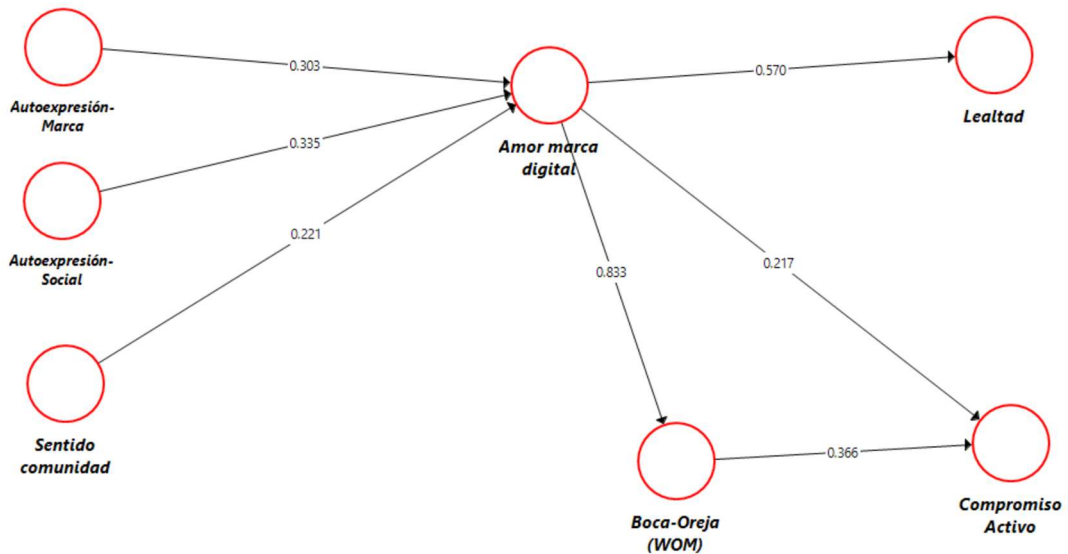 0.303
0.570
Autoexpresión-
Marca
Lealtad
0.335
Amor marca
digital
0.221
Autoexpresión-
Social
0.833
0.217
Sentido
comunidad
0.366
Boca-Oreja
(WOM)
Compromiso
Activo